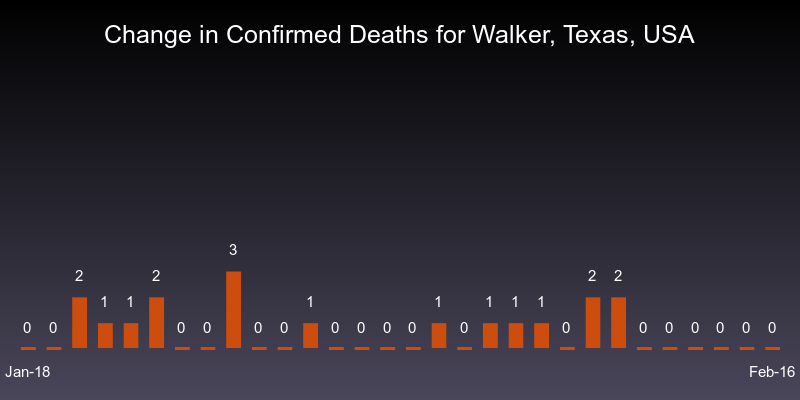 Change in Confirmed Deaths for Walker, Texas, USA
0 0 2 1 1 2 0 0 3 0 0 1 0 0 0 0 1 0 1 1 1 0 2 2 0 0 0 0 0 0
Jan-18 Feb-16